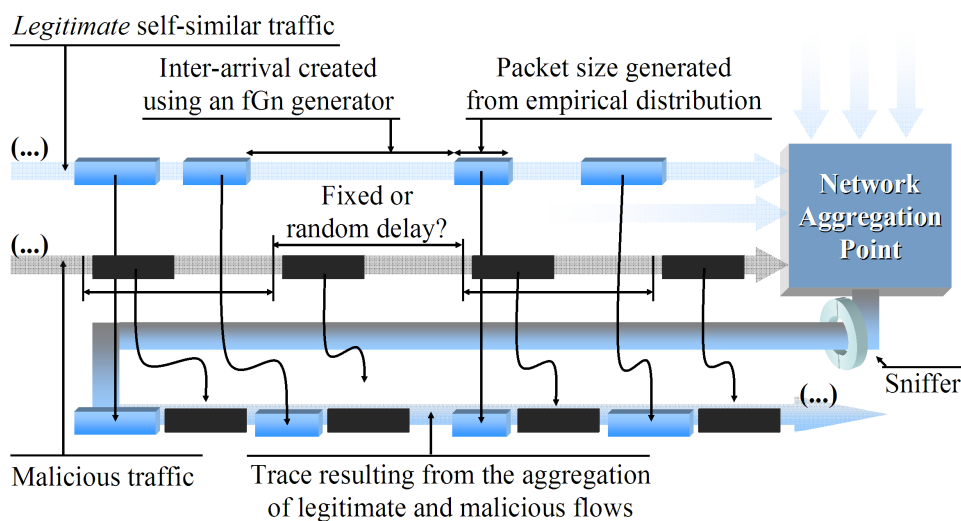 Legitimate self-similar traffic
Inter-arrival created
using an fGn generator
Packet size generated
from empirical distribution
(...)
Fixed or
random delay?
Network
Aggregation
Point
(...)
Sniffer
(...)
Malicious traffic
Trace resulting from the aggregation
of legitimate and malicious flows